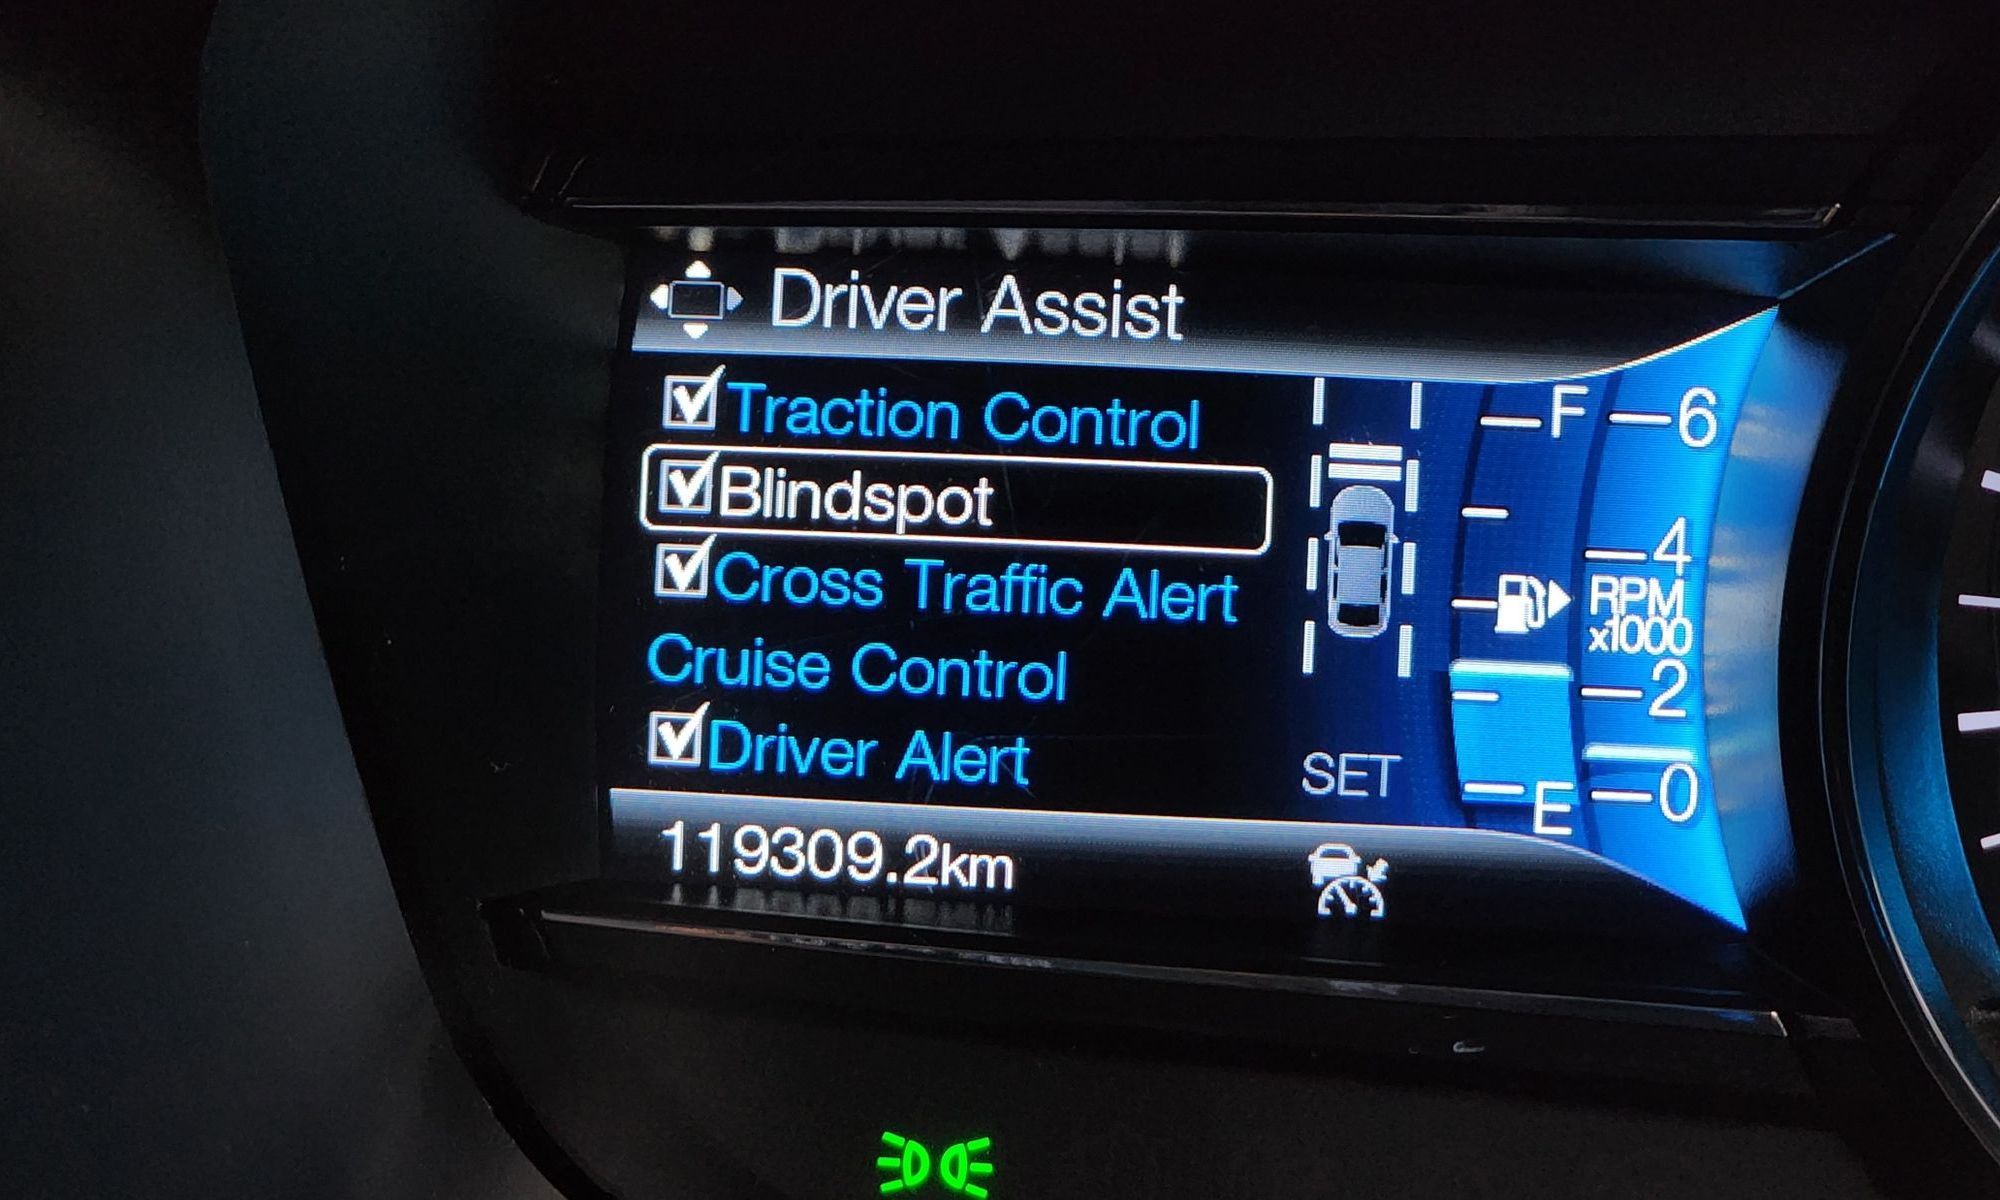 Driver Assist
Traction Control
Blindspot
Cross Traffic Alert
Cruise Control
Driver Alert
SET
119309.2km
F
E
6
4
RPM
x1000
2
0